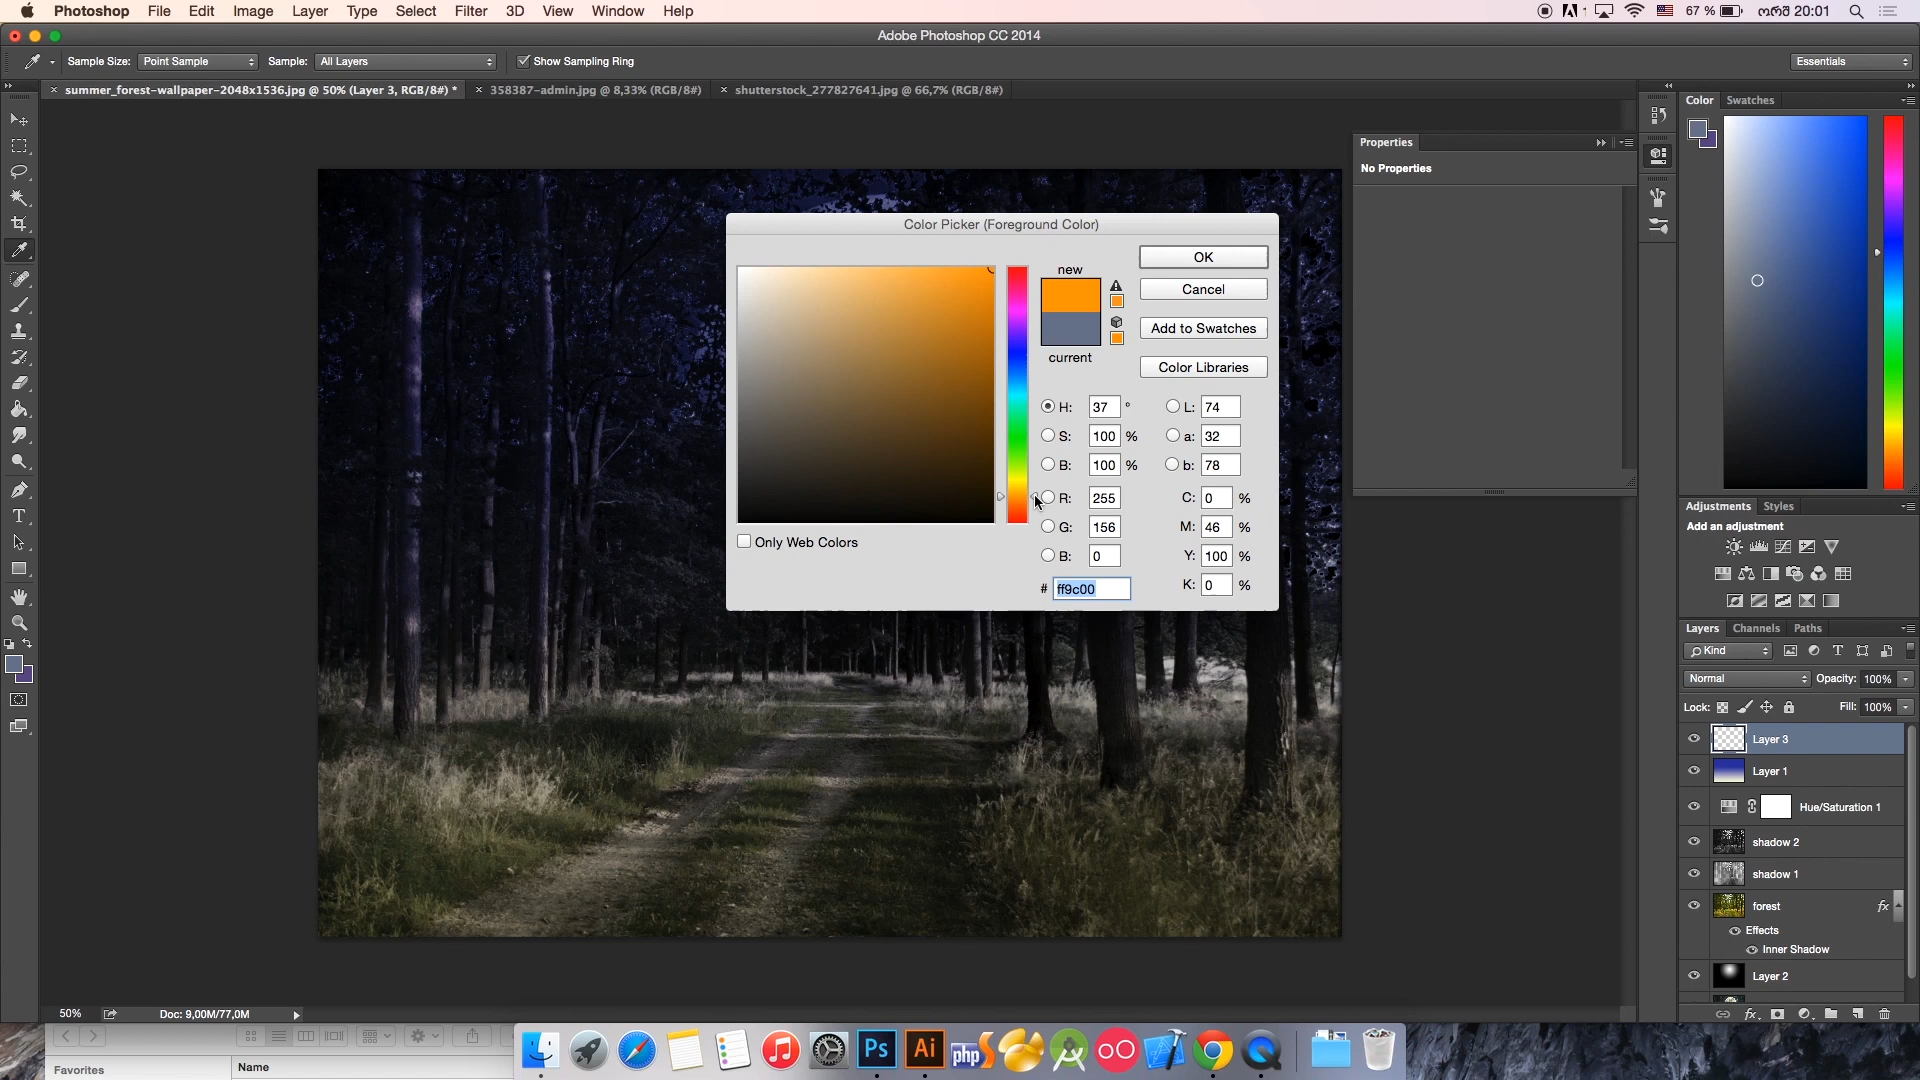 Photoshop File Edit Image Layer Type Select Filter 3D View Window Help 67 % ორშ 20:01
Adobe Photoshop CC 2014
Sample Size: Point Sample Sample: All Layers Show Sampling Ring Essentials
summer_forest-wallpaper-2048x1536.jpg @ 50% (Layer 3, RGB/8#) * 358387-admin.jpg @ 8,33% (RGB/8#) shutterstock_277827641.jpg @ 66,7% (RGB/8#)
Color Swatches
Properties
No Properties
Color Picker (Foreground Color)
new
current
OK
Cancel
Add to Swatches
Color Libraries
H: 37 ° L: 74
S: 100 % a: 32
B: 100 % b: 78
R: 255 C: 0 %
G: 156 M: 46 %
B: 0 Y: 100 %
# ff9c00 K: 0 %
Only Web Colors
Adjustments Styles
Add an adjustment
Layers Channels Paths
Kind
Normal Opacity: 100%
Lock: Fill: 100%
Layer 3
Layer 1
Hue/Saturation 1
shadow 2
shadow 1
forest fx
Effects
Inner Shadow
Layer 2
50% Doc: 9,00M/77,0M
Favorites Name
Ps Ai php